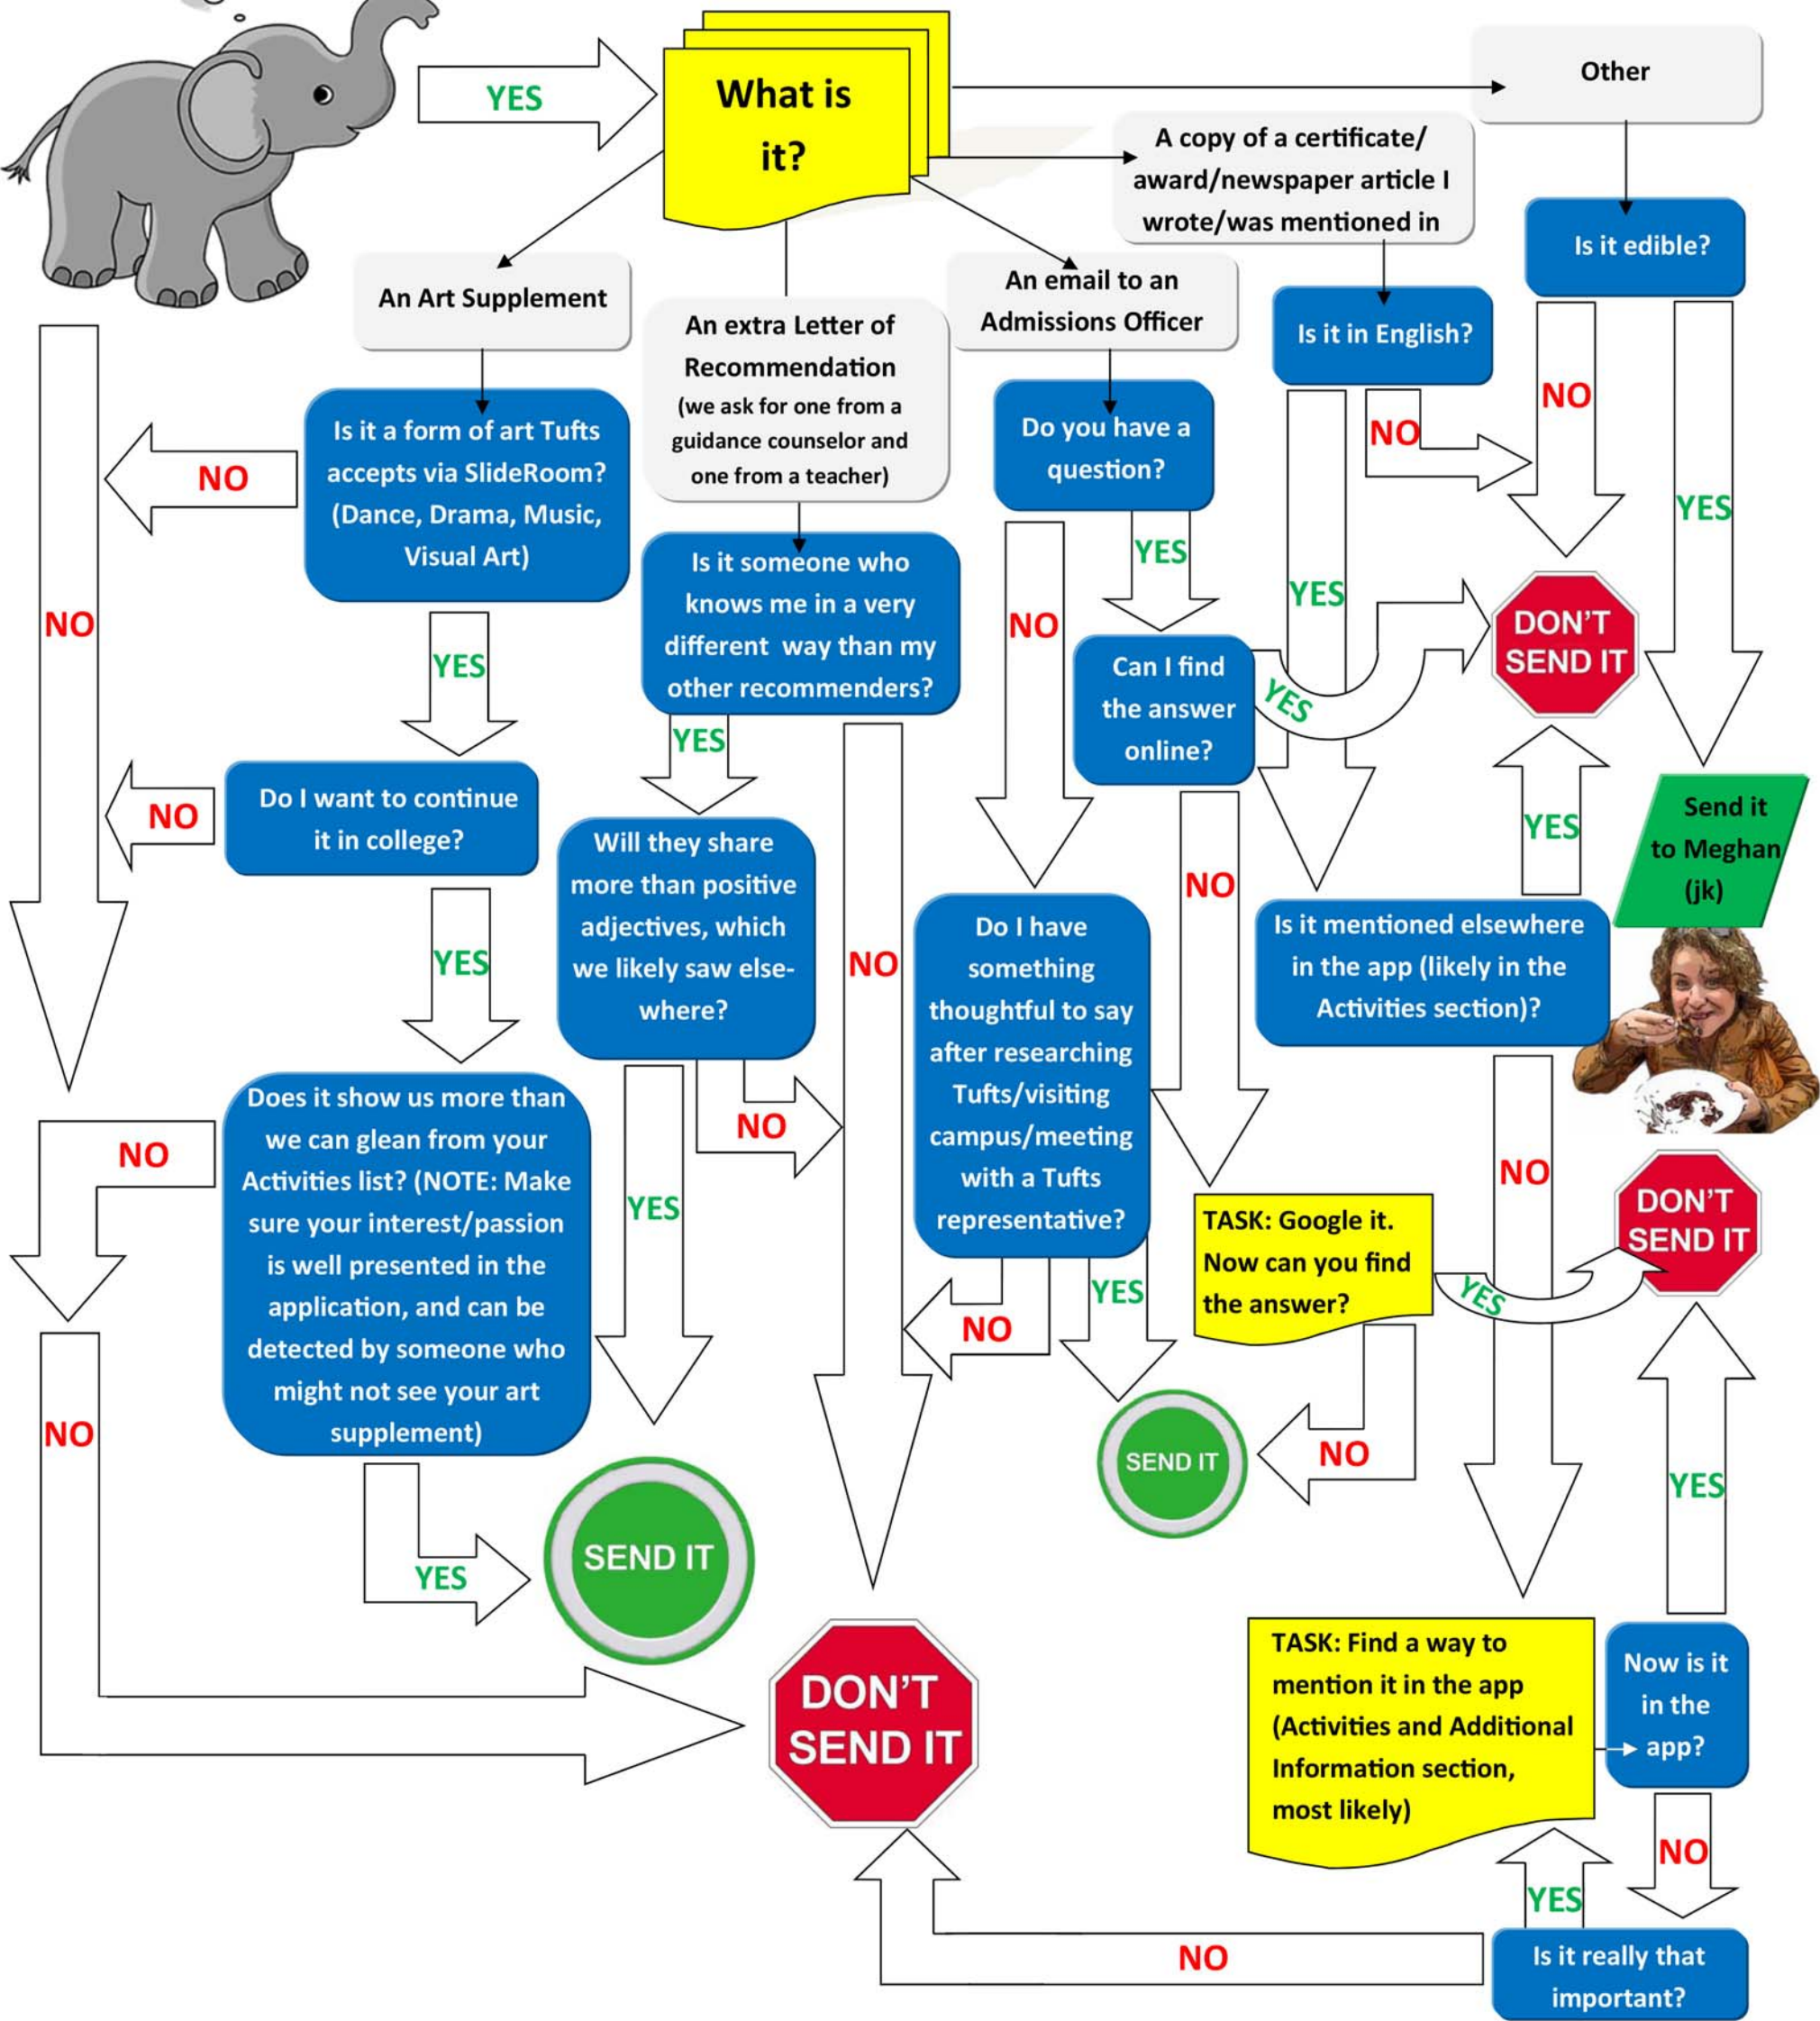 YES
What is
it?
Other
A copy of a certificate/
award/newspaper article I
wrote/was mentioned in
Is it edible?
An Art Supplement
An extra Letter of
Recommendation
(we ask for one from a
guidance counselor and
one from a teacher)
An email to an
Admissions Officer
Is it in English?
NO
NO
YES
Is it a form of art Tufts
accepts via SlideRoom?
(Dance, Drama, Music,
Visual Art)
NO
NO
YES
Is it someone who
knows me in a very
different way than my
other recommenders?
Do you have a
question?
YES
NO
YES
DON'T
SEND IT
Can I find
the answer
online?
YES
YES
Do I want to continue
it in college?
NO
YES
Will they share
more than positive
adjectives, which
we likely saw else-
where?
NO
NO
Do I have
something
thoughtful to say
after researching
Tufts/visiting
campus/meeting
with a Tufts
representative?
Is it mentioned elsewhere
in the app (likely in the
Activities section)?
YES
Send it
to Meghan
(jk)
Does it show us more than
we can glean from your
Activities list? (NOTE: Make
sure your interest/passion
is well presented in the
application, and can be
detected by someone who
might not see your art
supplement)
NO
NO
YES
YES
NO
NO
YES
TASK: Google it.
Now can you find
the answer?
YES
NO
DON'T
SEND IT
NO
SEND IT
YES
YES
SEND IT
DON'T
SEND IT
TASK: Find a way to
mention it in the app
(Activities and Additional
Information section,
most likely)
Now is it
in the
app?
NO
YES
NO
Is it really that
important?